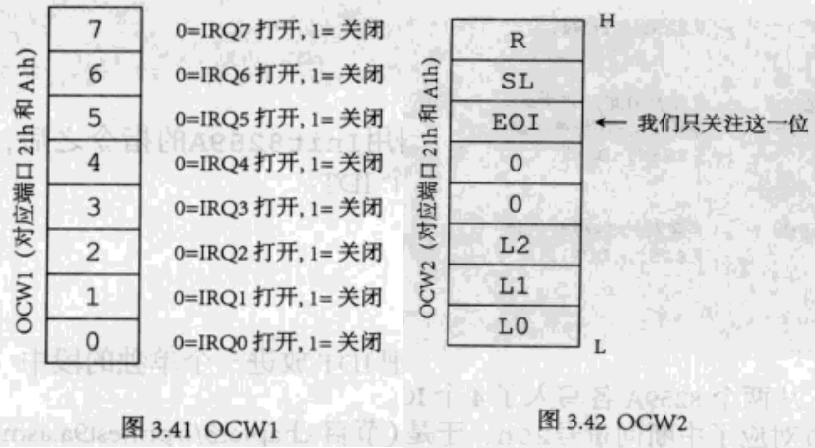 OCW1 (对应端口 21h 和 A1h)
7 0=IRQ7 打开, 1= 关闭
6 0=IRQ6 打开, 1= 关闭
5 0=IRQ5 打开, 1= 关闭
4 0=IRQ4 打开, 1= 关闭
3 0=IRQ3 打开, 1= 关闭
2 0=IRQ2 打开, 1= 关闭
1 0=IRQ1 打开, 1= 关闭
0 0=IRQ0 打开, 1= 关闭
图 3.41 OCW1
OCW2 (对应端口 21h 和 A1h)
H
R
SL
EOI ← 我们只关注这一位
0
0
L2
L1
L0
L
图 3.42 OCW2